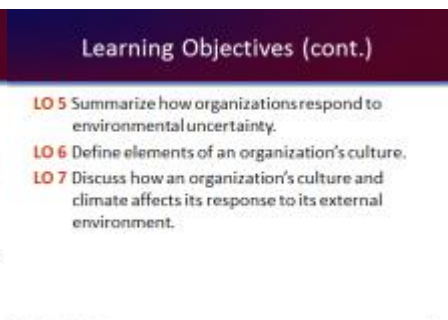 Learning Objectives (cont.)
LO 5 Summarize how organizations respond to
environmental uncertainty.
LO 6 Define elements of an organization's culture.
LO 7 Discuss how an organization's culture and
climate affects its response to its external
environment.